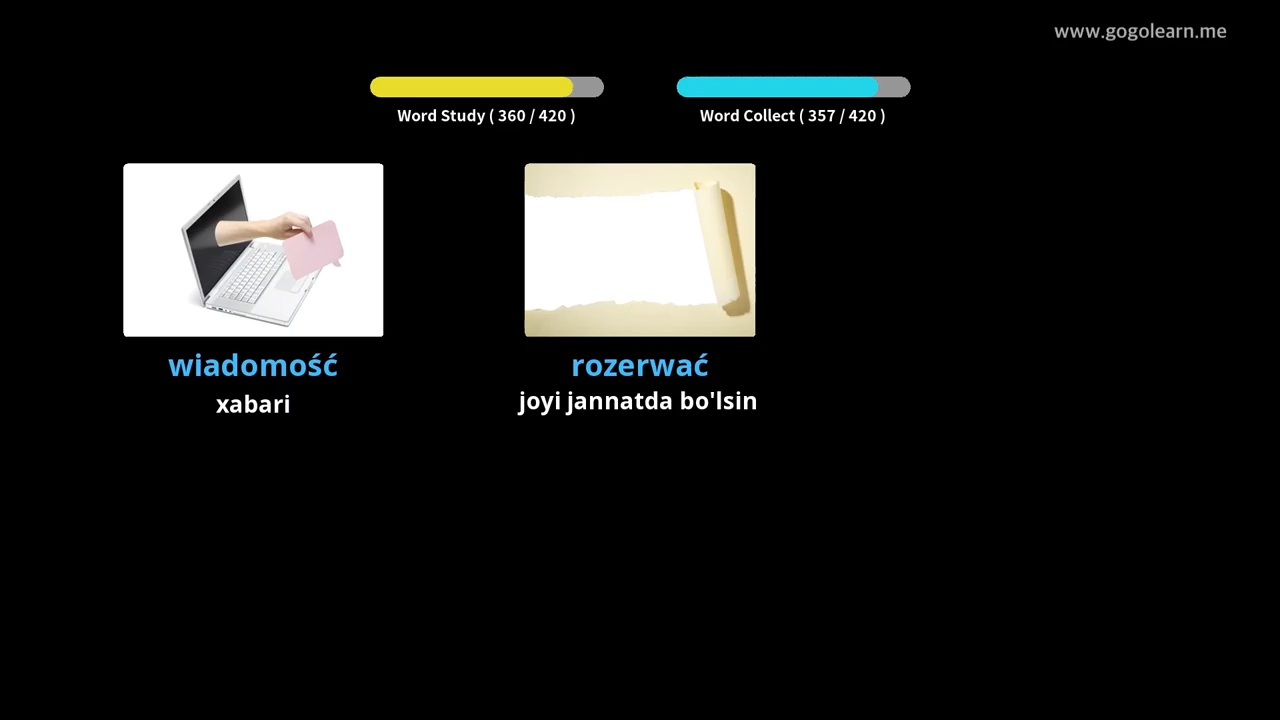 www.gogolearn.me
Word Study ( 360 / 420 )
Word Collect ( 357 / 420 )
wiadomość
rozerwać
xabari
joyi jannatda bo'lsin